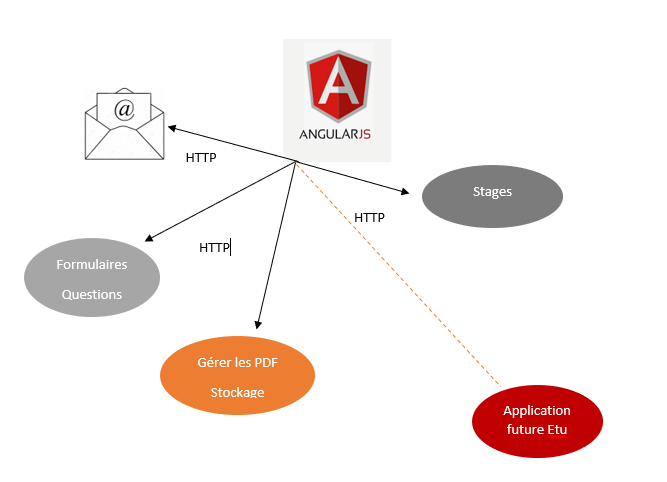 @
ANGULARJS
HTTP
Stages
HTTP
HTTP
Formulaires
Questions
Gérer les PDF
Stockage
Application
future Etu